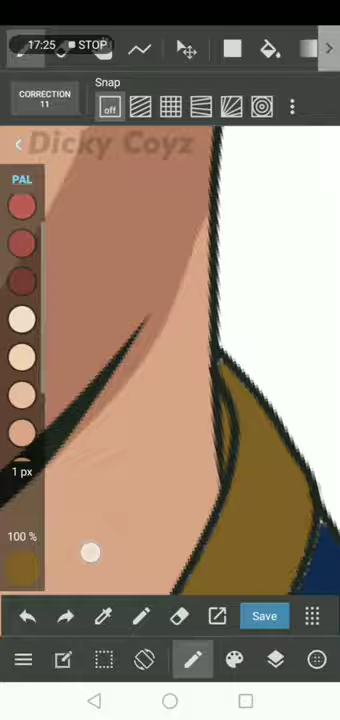 17:25 STOP
CORRECTION
11
Snap
off
Dicky Coyz
PAL
1 px
100 %
Save